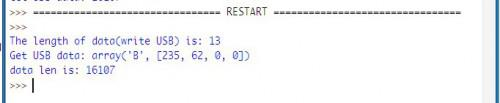 >>> ================================ RESTART ================================
>>>
The length of data(write USB) is: 13
Get USB data: array('B', [235, 62, 0, 0])
data len is: 16107
>>>